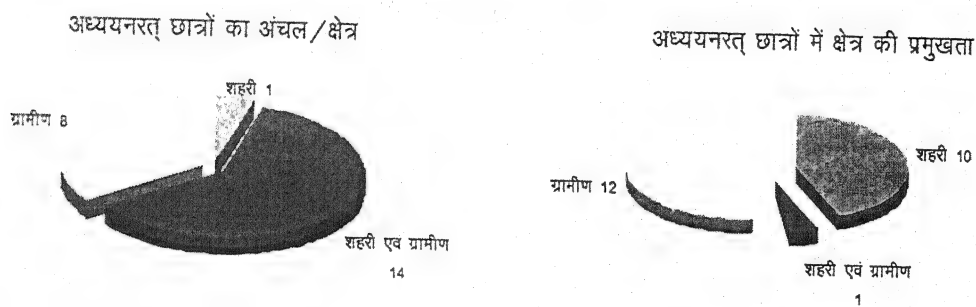 अध्ययनरत् छात्रों का अंचल/क्षेत्र
शहरी 1
ग्रामीण 8
शहरी एव ग्रामीण
14
अध्ययनरत् छात्रों में क्षेत्र की प्रमुखता
शहरी 10
ग्रामीण 12
शहरी एवं ग्रामीण
1